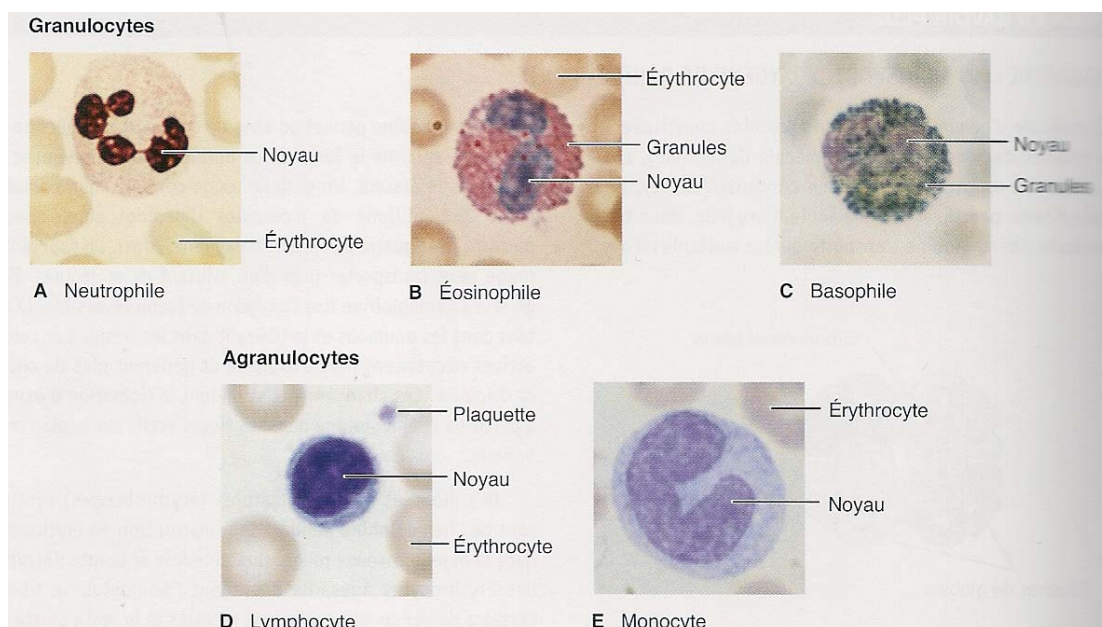 Granulocytes
Noyau
Érythrocyte
A Neutrophile
Érythrocyte
Granules
Noyau
B Éosinophile
Noyau
Granules
C Basophile
Agranulocytes
Plaquette
Noyau
Érythrocyte
D Lymphocyte
Érythrocyte
Noyau
E Monocyte